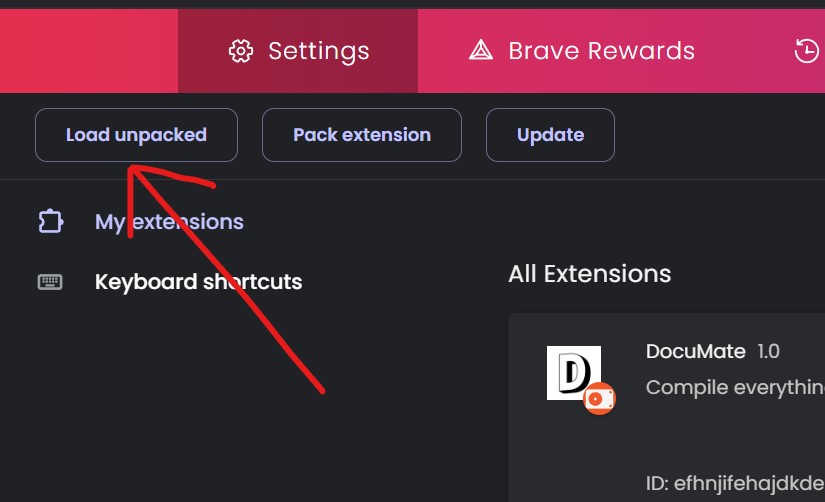 Settings
Brave Rewards
Load unpacked
Pack extension
Update
My extensions
Keyboard shortcuts
All Extensions
D
DocuMate 1.0
Compile everythin
ID: efhnjifehajdkde